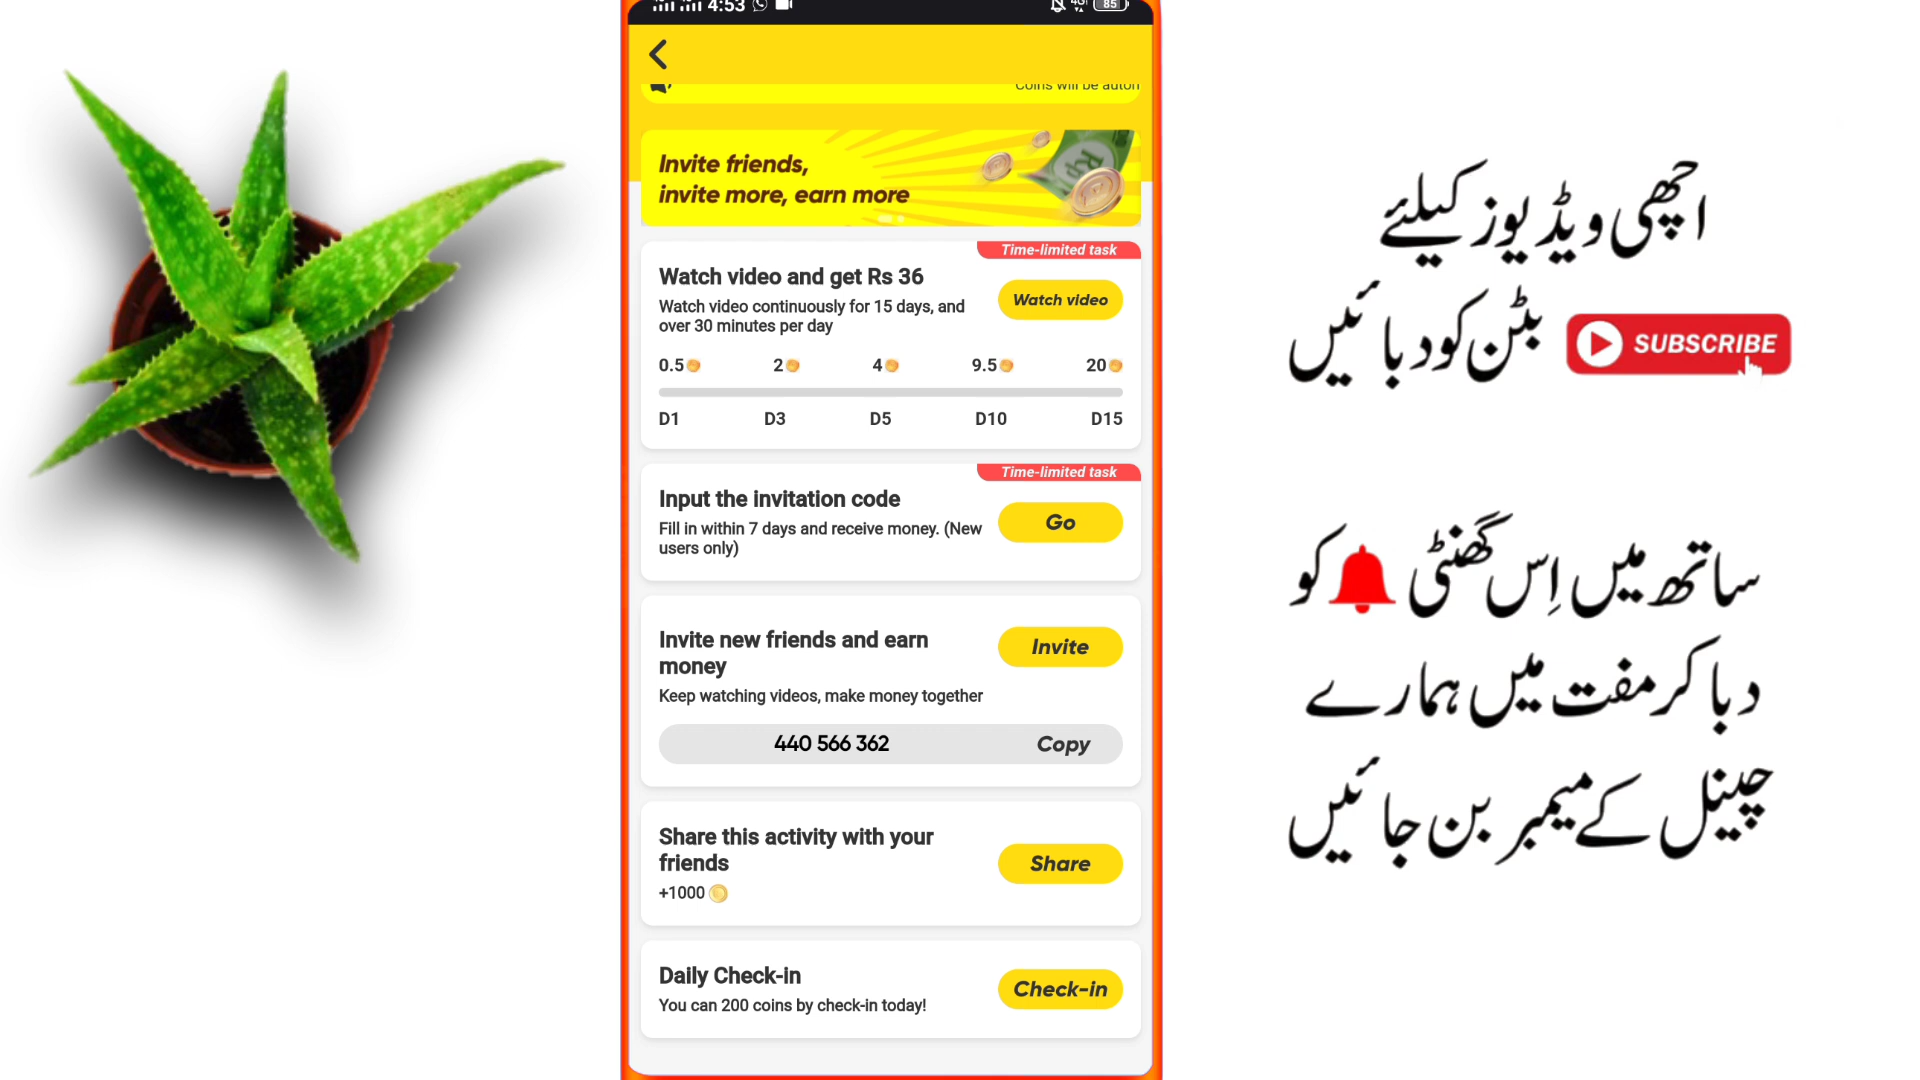 4:53
85
Coins will be autom
Invite friends,
invite more, earn more
Time-limited task
Watch video and get Rs 36
Watch video continuously for 15 days, and
over 30 minutes per day
Watch video
0.5 2 4 9.5 20
D1 D3 D5 D10 D15
Time-limited task
Input the invitation code
Fill in within 7 days and receive money. (New
users only)
Go
Invite new friends and earn
money
Keep watching videos, make money together
Invite
440 566 362 Copy
Share this activity with your
friends
+1000
Share
Daily Check-in
You can 200 coins by check-in today!
Check-in
اچھی ویڈیوز کیلئے
بٹن کو دبائیں SUBSCRIBE
ساتھ میں اِس گھنٹی کو
دبا کر مفت میں ہمارے
چینل کے میمبر بن جائیں